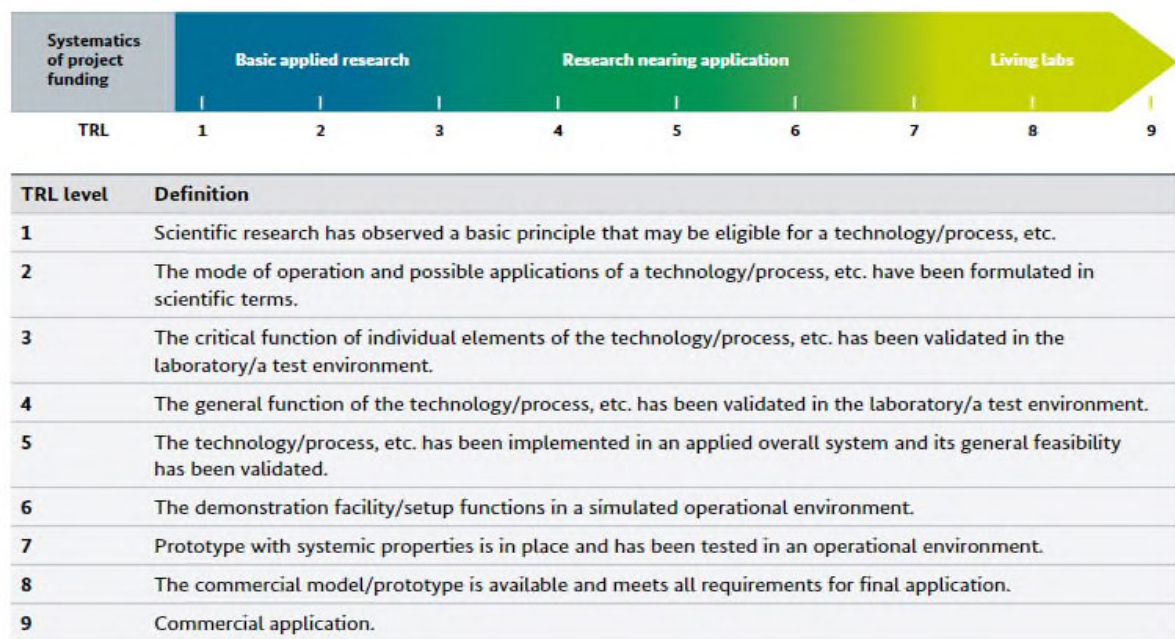 Systematics
of project
funding
Basic applied research
Research nearing application
Living labs
TRL 1 2 3 4 5 6 7 8 9
TRL level Definition
1 Scientific research has observed a basic principle that may be eligible for a technology/process, etc.
2 The mode of operation and possible applications of a technology/process, etc. have been formulated in
scientific terms.
3 The critical function of individual elements of the technology/process, etc. has been validated in the
laboratory/a test environment.
4 The general function of the technology/process, etc. has been validated in the laboratory/a test environment.
5 The technology/process, etc. has been implemented in an applied overall system and its general feasibility
has been validated.
6 The demonstration facility/setup functions in a simulated operational environment.
7 Prototype with systemic properties is in place and has been tested in an operational environment.
8 The commercial model/prototype is available and meets all requirements for final application.
9 Commercial application.